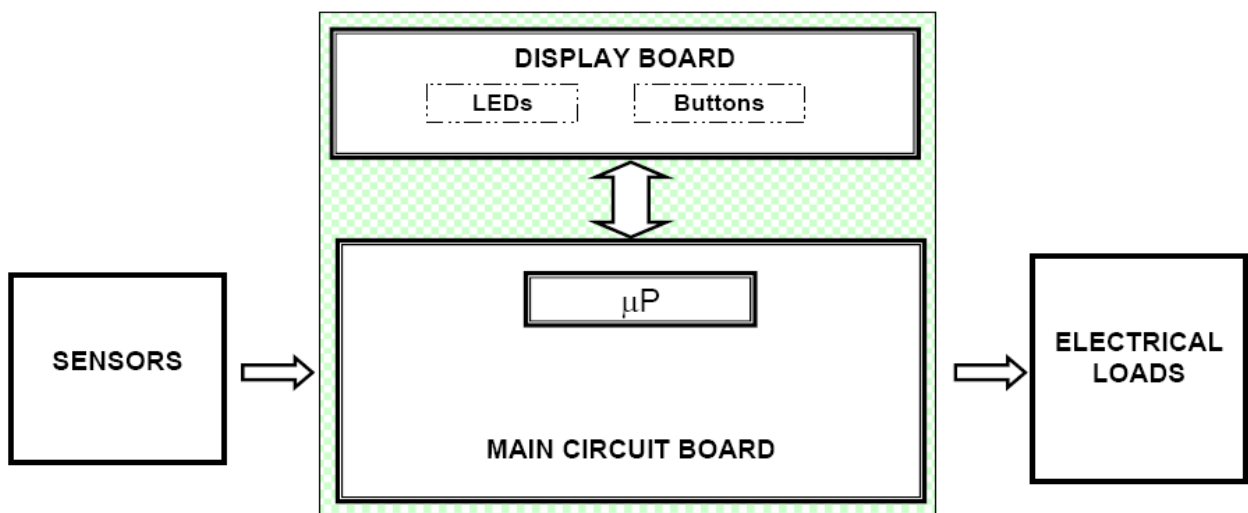 DISPLAY BOARD
LEDs
Buttons
μP
SENSORS
ELECTRICAL
LOADS
MAIN CIRCUIT BOARD